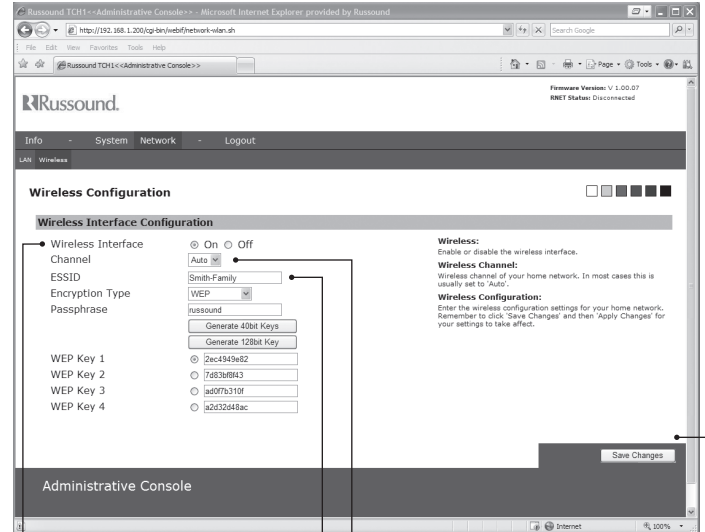 Russound TCH1<<Administrative Console>> - Microsoft Internet Explorer provided by Russound
http://192.168.1.200/cgi-bin/webif/network-wlan.sh
Search Google
File Edit View Favorites Tools Help
Russound TCH1<<Administrative Console>>
Page Tools
Russound.
Firmware Version: V 1.00.07
RNET Status: Disconnected
Info - System Network - Logout
LAN Wireless
Wireless Configuration
Wireless Interface Configuration
Wireless Interface On Off
Channel Auto
ESSID Smith-Family
Encryption Type WEP
Passphrase russound
Generate 40bit Keys
Generate 128bit Key
WEP Key 1 2ec4949e82
WEP Key 2 7d83bf8f43
WEP Key 3 ad0f7b310f
WEP Key 4 a2d32d48ac
Wireless:
Enable or disable the wireless interface.
Wireless Channel:
Wireless channel of your home network. In most cases this is
usually set to 'Auto'.
Wireless Configuration:
Enter the wireless configuration settings for your home network.
Remember to click 'Save Changes' and then 'Apply Changes' for
your settings to take affect.
Save Changes
Administrative Console
Internet 100%